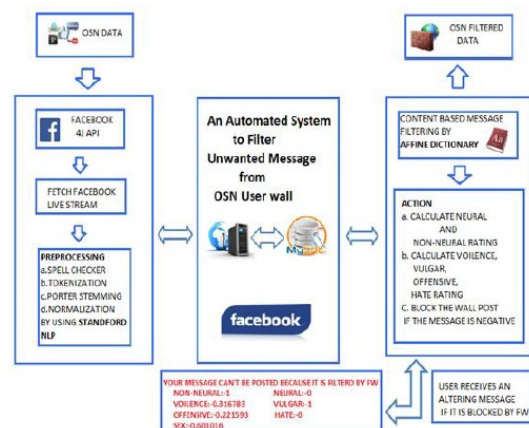 OSN DATA
FACEBOOK
4J API
FETCH FACEBOOK
LIVE STREAM
PREPROCESSING
a.SPELL CHECKER
b.TOKENIZATION
c.PORTER STEMMING
d.NORMALIZATION
BY USING STANDFORD
NLP
An Automated System
to Filter
Unwanted Message
from
OSN User wall
facebook
OSN FILTERED
DATA
CONTENT BASED MESSAGE
FILTERING BY
AFFINE DICTIONARY
Aa
ACTION
a. CALCULATE NEURAL
AND
NON-NEURAL RATING
b. CALCULATE VOILENCE,
VULGAR,
OFFENSIVE,
HATE RATING
C. BLOCK THE WALL POST
IF THE MESSAGE IS NEGATIVE
YOUR MESSAGE CAN'T BE POSTED BECAUSE IT IS FILTERD BY FW
NON-NEURAL:-1 NEURAL:-0
VOILENCE:-0.316783 VULGAR:-1
OFFENSIVE:-0.221593 HATE:-0
SEX:-0.601016
USER RECEIVES AN
ALTERING MESSAGE
IF IT IS BLOCKED BY FW